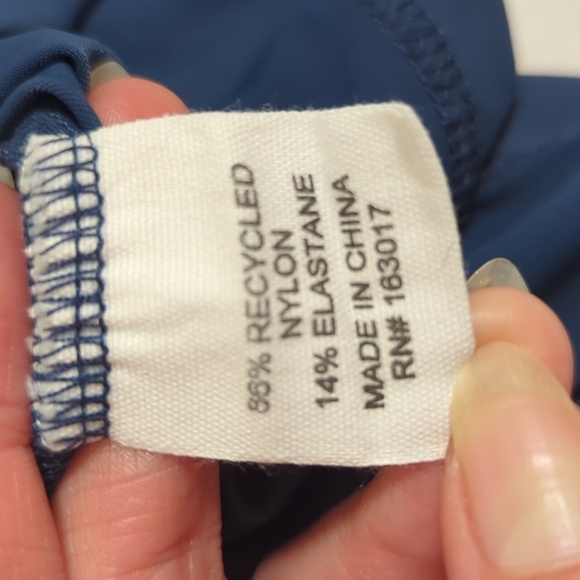 86% RECYCLED
NYLON
14% ELASTANE
MADE IN CHINA
RN# 163017